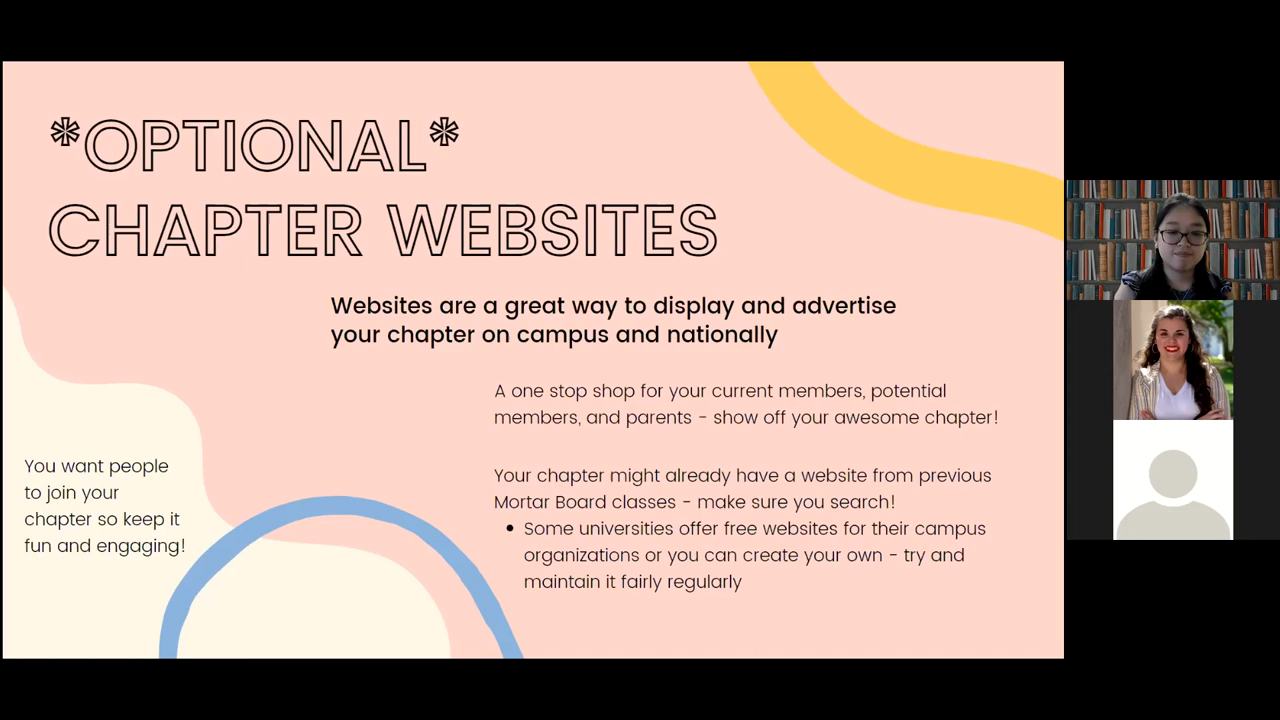 *OPTIONAL*
CHAPTER WEBSITES
Websites are a great way to display and advertise
your chapter on campus and nationally
A one stop shop for your current members, potential
members, and parents - show off your awesome chapter!
Your chapter might already have a website from previous
Mortar Board classes - make sure you search!
• Some universities offer free websites for their campus
organizations or you can create your own - try and
maintain it fairly regularly
You want people
to join your
chapter so keep it
fun and engaging!